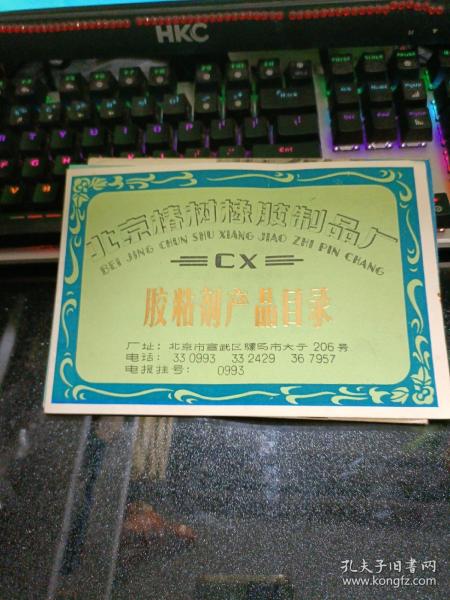 HKC
北京椿树橡胶制品厂
BEI JING CHUN SHU XIANG JIAO ZHI PIN CHANG
CX
胶粘剂产品目录
厂址：北京市宣武区骡马市大于 206号
电话：33 0993 33 2429 36 7957
电报挂号：0993
孔夫子旧书网
www.kongfz.com